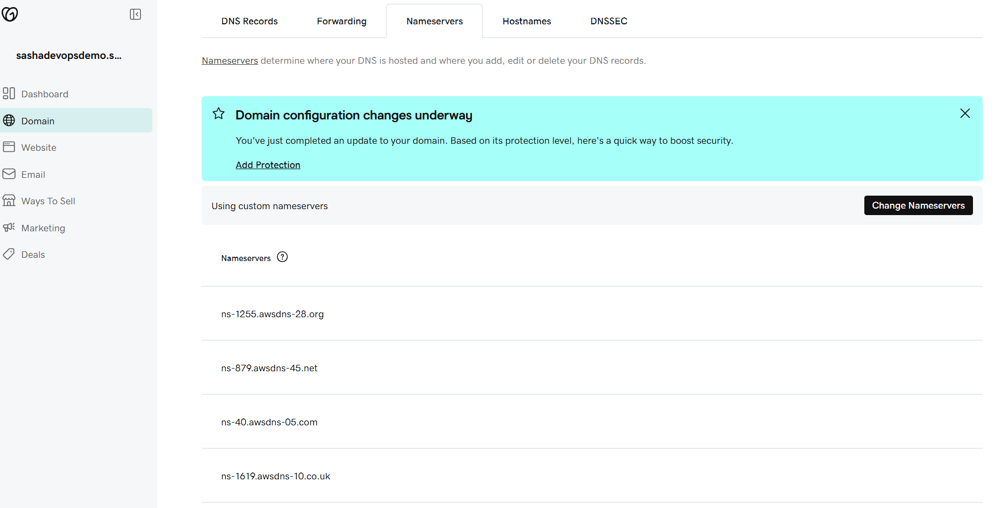 sashadevopsdemo.s...
Dashboard
Domain
Website
Email
Ways To Sell
Marketing
Deals
DNS Records
Forwarding
Nameservers
Hostnames
DNSSEC
Nameservers determine where your DNS is hosted and where you add, edit or delete your DNS records.
Domain configuration changes underway
You've just completed an update to your domain. Based on its protection level, here's a quick way to boost security.
Add Protection
Using custom nameservers
Change Nameservers
Nameservers ?
ns-1255.awsdns-28.org
ns-879.awsdns-45.net
ns-40.awsdns-05.com
ns-1619.awsdns-10.co.uk